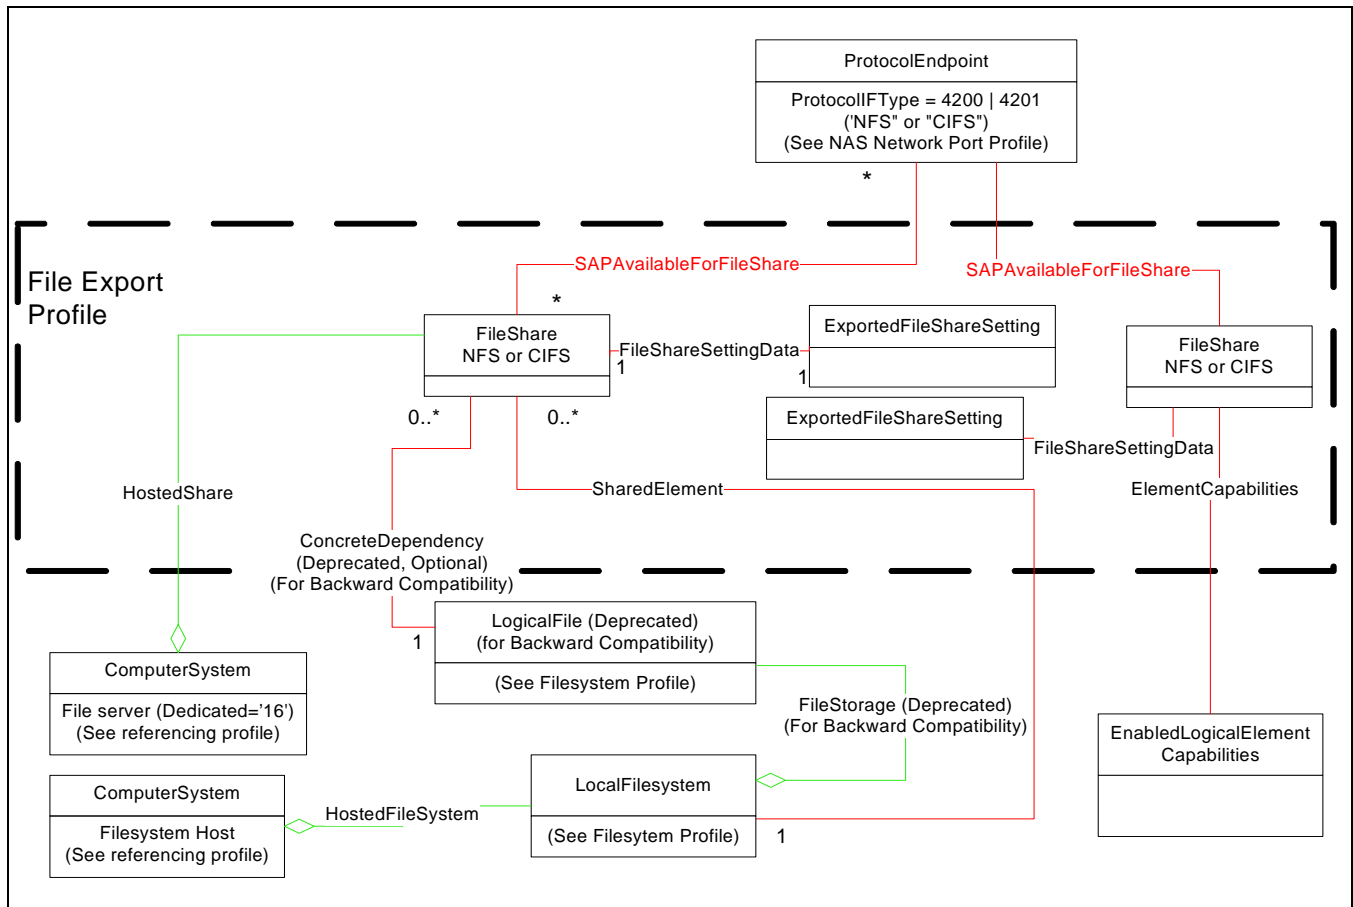 ProtocolEndpoint
ProtocolIFType = 4200 | 4201
('NFS" or "CIFS")
(See NAS Network Port Profile)
*
File Export
Profile
SAPAvailableForFileShare
SAPAvailableForFileShare
*
FileShare
NFS or CIFS
FileShareSettingData
1
1
ExportedFileShareSetting
FileShare
NFS or CIFS
0..*
0..*
ExportedFileShareSetting
FileShareSettingData
HostedShare
SharedElement
ElementCapabilities
ConcreteDependency
(Deprecated, Optional)
(For Backward Compatibility)
1
LogicalFile (Deprecated)
(for Backward Compatibility)
(See Filesystem Profile)
ComputerSystem
File server (Dedicated='16')
(See referencing profile)
FileStorage (Deprecated)
(For Backward Compatibility)
EnabledLogicalElement
Capabilities
ComputerSystem
Filesystem Host
(See referencing profile)
HostedFileSystem
LocalFilesystem
(See Filesytem Profile)
1